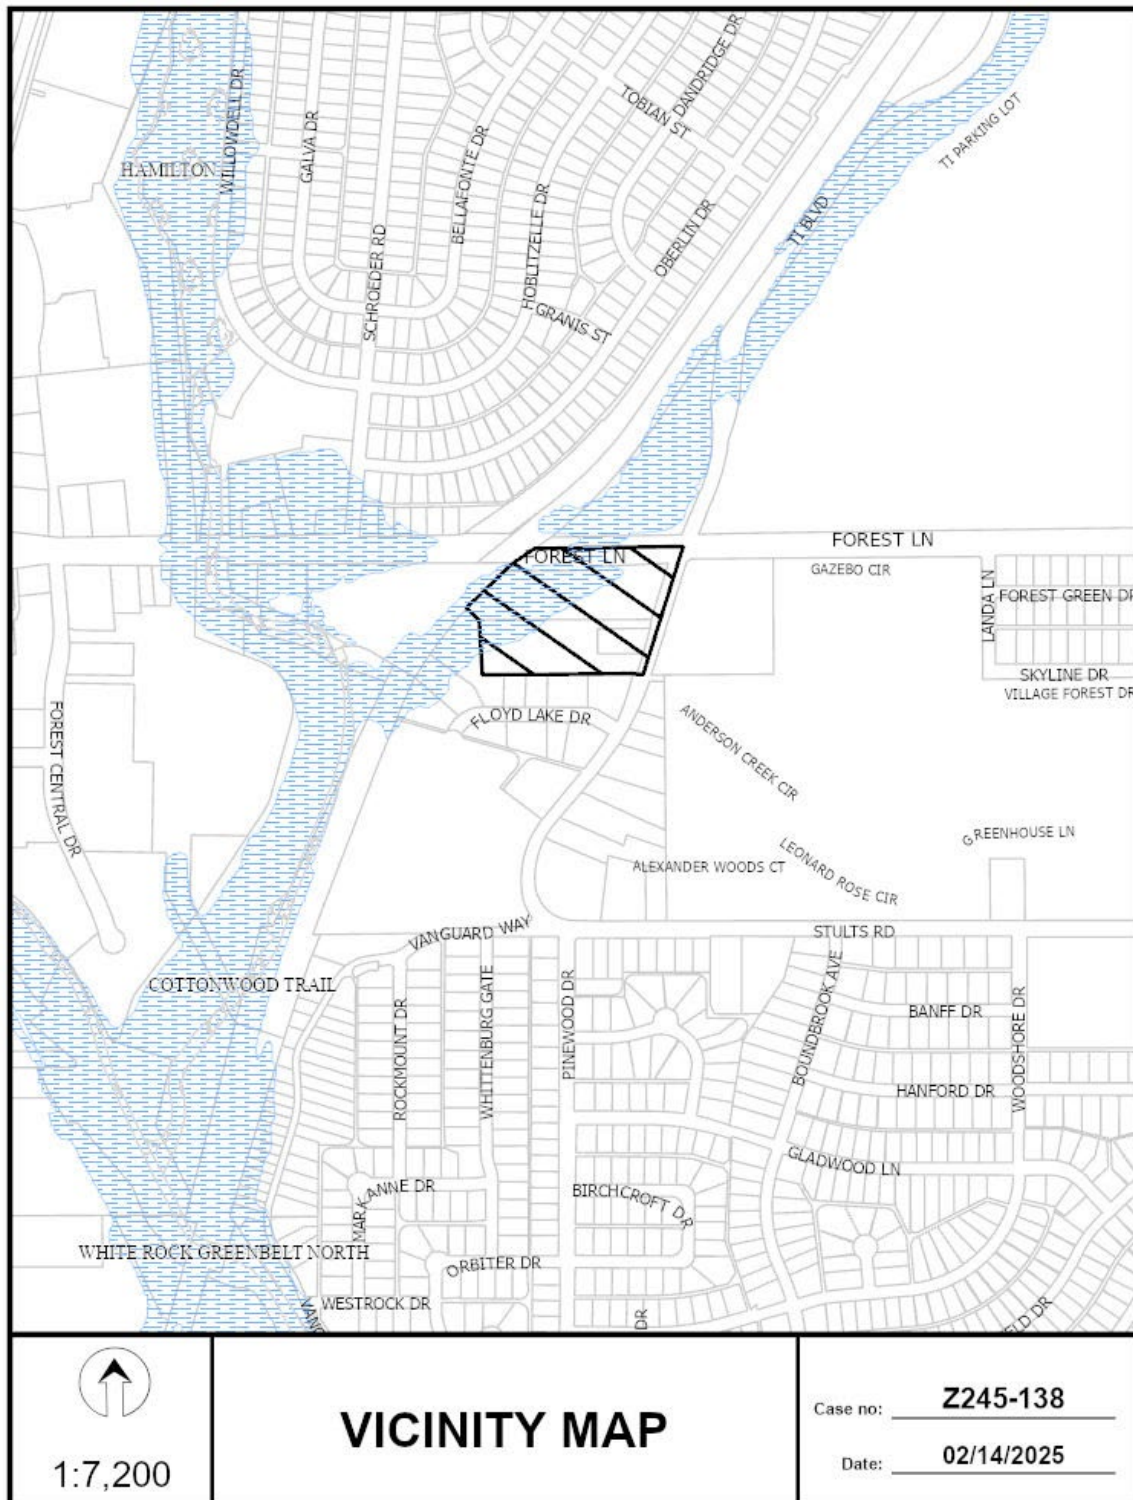 DANDRIDGE DR
TOBIAN ST
WILLOWDELL DR
GALVA DR
BELLAFONTE DR
TI PARKING LOT
HAMILTON
HOBLITZELLE DR
OBERLIN DR
TI BLVD
SCHROEDER RD
GRANIS ST
FOREST LN
FOREST LN
GAZEBO CIR
LANDA LN
FOREST GREEN DR
SKYLINE DR
VILLAGE FOREST DR
FLOYD LAKE DR
ANDERSON CREEK CIR
FOREST CENTRAL DR
GREENHOUSE LN
ALEXANDER WOODS CT
LEONARD ROSE CIR
VANGUARD WAY
STULTS RD
COTTONWOOD TRAIL
ROCKMOUNT DR
WHITTENBURG GATE
PINEWOOD DR
BOUNDBROOK AVE
BANFF DR
WOODSHORE DR
HANFORD DR
GLADWOOD LN
MARK
ANNE DR
BIRCHCROFT DR
WHITE ROCK GREENBELT NORTH
ORBITER DR
WESTROCK DR
DR
ELD DR
1:7,200
VICINITY MAP
Case no: Z245-138
Date: 02/14/2025